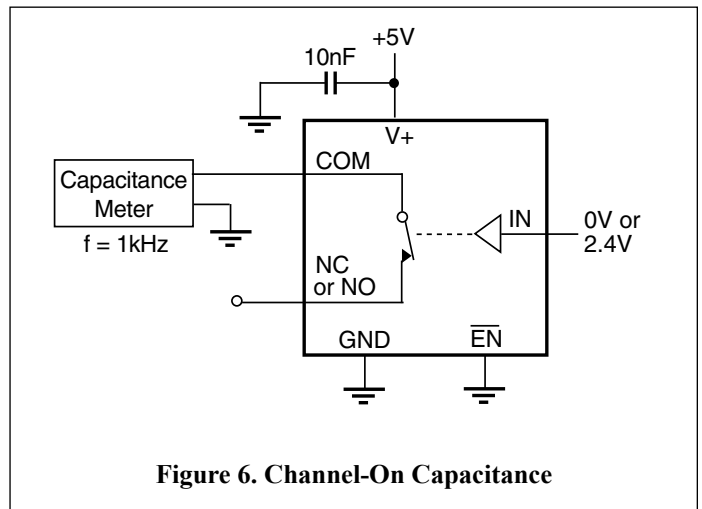 +5V
10nF
V+
COM
Capacitance
Meter
f = 1kHz
IN
0V or
2.4V
NC
or NO
GND
EN
Figure 6. Channel-On Capacitance